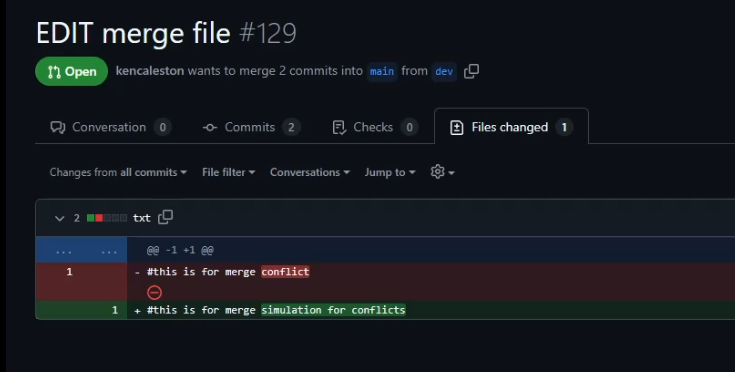 EDIT merge file #129
Open kencaleston wants to merge 2 commits into main from dev
Conversation 0 Commits 2 Checks 0 Files changed 1
Changes from all commits File filter Conversations Jump to
2 txt
... ... @@ -1 +1 @@
1 - #this is for merge conflict
1 + #this is for merge simulation for conflicts